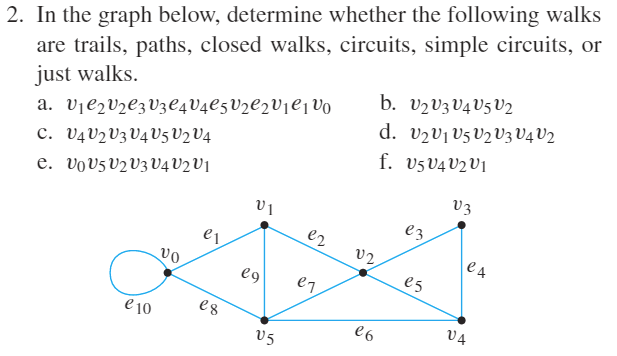 2. In the graph below, determine whether the following walks
are trails, paths, closed walks, circuits, simple circuits, or
just walks.
a. v₁e₂v₂e₃v₃e₄v₄e₅v₂e₂v₁e₁v₀ b. v₂v₃v₄v₅v₂
c. v₄v₂v₃v₄v₅v₂v₄ d. v₂v₁v₅v₂v₃v₄v₂
e. v₀v₅v₂v₃v₄v₂v₁ f. v₅v₄v₂v₁
v₁ v₃
e₁ e₂ e₃
v₀ v₂
e₉ e₇ e₅ e₄
e₁₀ e₈
v₅ e₆ v₄